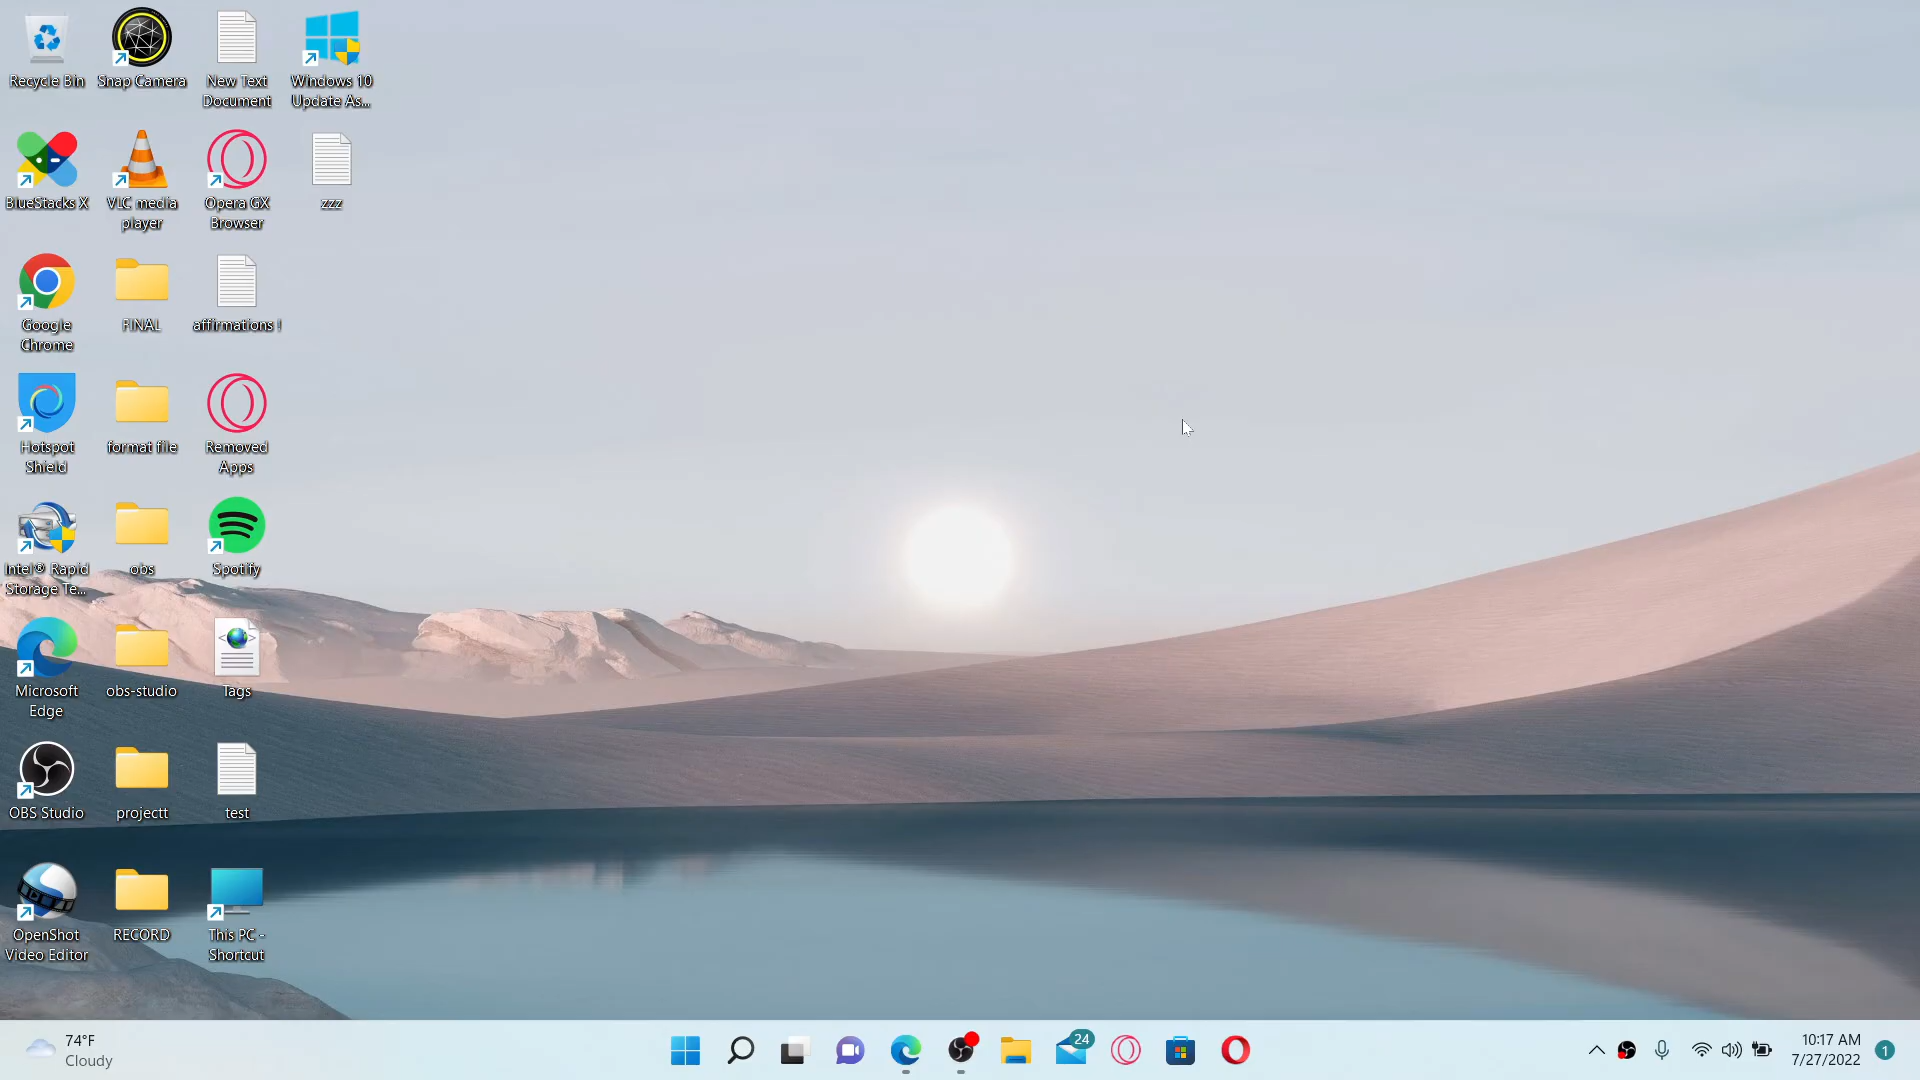 Recycle Bin
Snap Camera
New Text
Document
Windows 10
Update As...
BlueStacks X
VLC media
player
Opera GX
Browser
zzz
Google
Chrome
FINAL
affirmations !
Hotspot
Shield
format file
Removed
Apps
Intel® Rapid
Storage Te...
obs
Spotify
Microsoft
Edge
obs-studio
Tags
OBS Studio
projectt
test
OpenShot
Video Editor
RECORD
This PC -
Shortcut
74°F
Cloudy
24
10:17 AM
7/27/2022
1